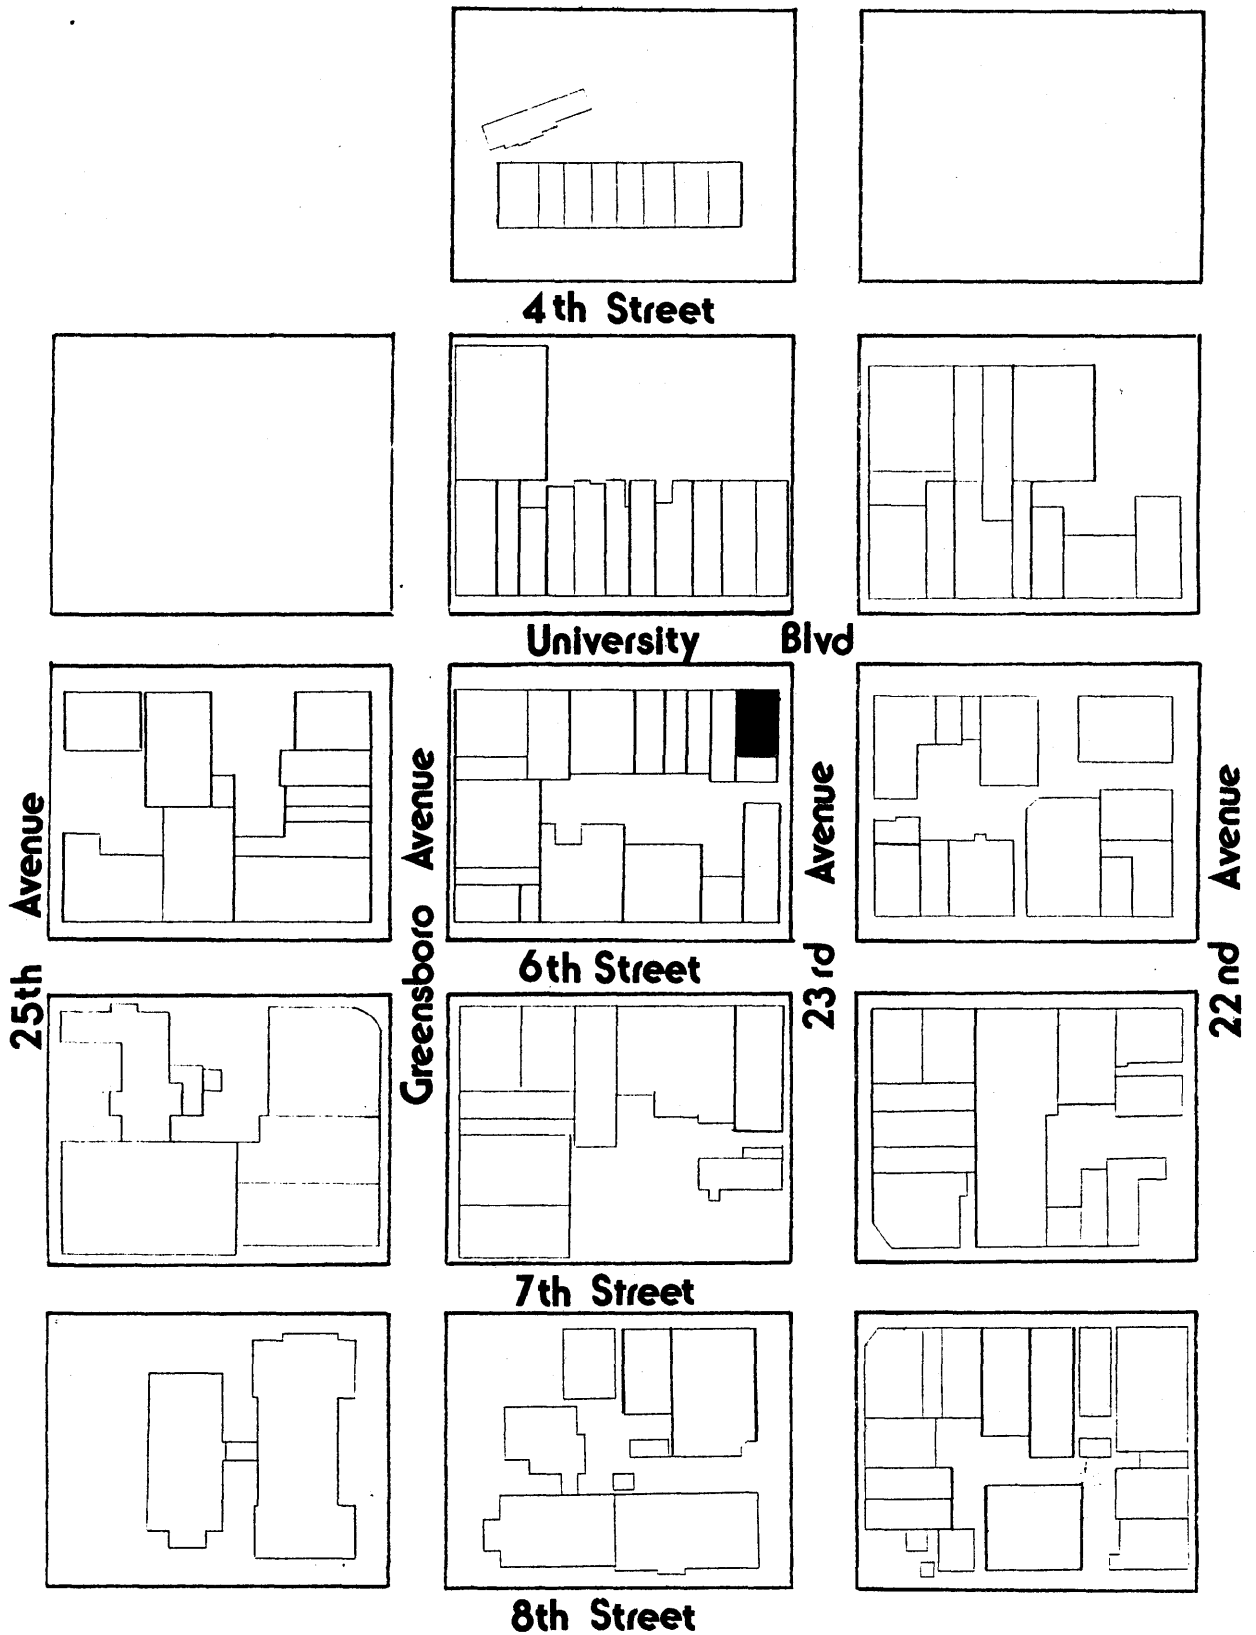 4th Street
University Blvd
25th Avenue
Greensboro Avenue
23rd Avenue
22nd Avenue
6th Street
7th Street
8th Street